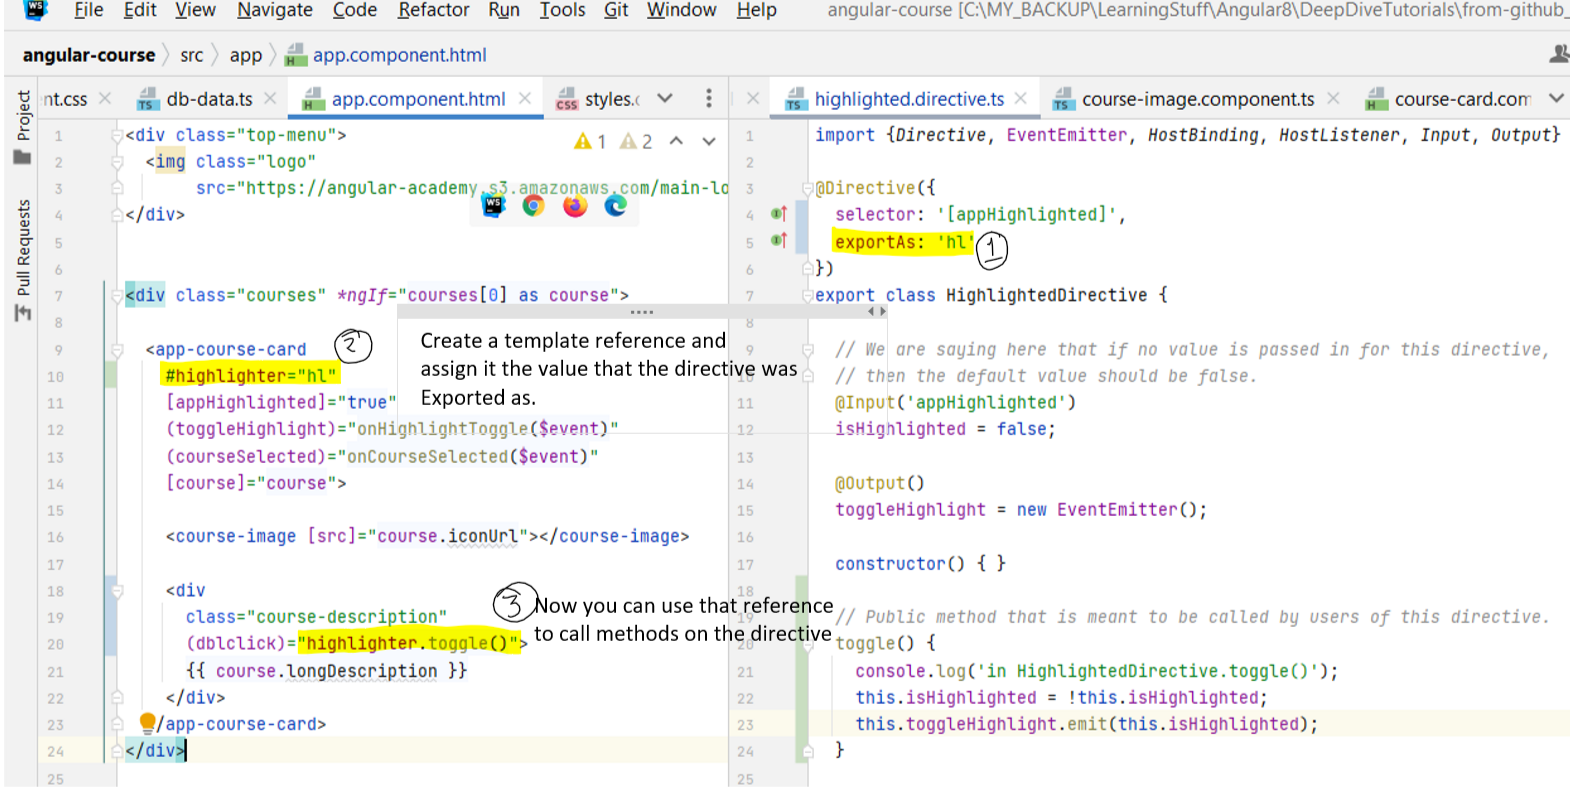 File Edit View Navigate Code Refactor Run Tools Git Window Help angular-course [C:\MY_BACKUP\LearningStuff\Angular8\DeepDiveTutorials\from-github_
angular-course src app app.component.html
nt.css db-data.ts app.component.html styles.c
highlighted.directive.ts course-image.component.ts course-card.com
Project
Pull Requests
1 <div class="top-menu">
2 <img class="logo"
3 src="https://angular-academy.s3.amazonaws.com/main-lo
4 </div>
5
6
7 <div class="courses" *ngIf="courses[0] as course">
8
9 <app-course-card
10 #highlighter="hl"
11 [appHighlighted]="true"
12 (toggleHighlight)="onHighlightToggle($event)"
13 (courseSelected)="onCourseSelected($event)"
14 [course]="course">
15
16 <course-image [src]="course.iconUrl"></course-image>
17
18 <div
19 class="course-description"
20 (dblclick)="highlighter.toggle()">
21 {{ course.longDescription }}
22 </div>
23 /app-course-card>
24 </div>
25
1 2
2
Create a template reference and
assign it the value that the directive was
Exported as.
3 Now you can use that reference
to call methods on the directive
1 import {Directive, EventEmitter, HostBinding, HostListener, Input, Output}
2
3 @Directive({
4 selector: '[appHighlighted]',
5 exportAs: 'hl' 1
6 })
7 export class HighlightedDirective {
8
9 // We are saying here that if no value is passed in for this directive,
10 // then the default value should be false.
11 @Input('appHighlighted')
12 isHighlighted = false;
13
14 @Output()
15 toggleHighlight = new EventEmitter();
16
17 constructor() { }
18
19 // Public method that is meant to be called by users of this directive.
20 toggle() {
21 console.log('in HighlightedDirective.toggle()');
22 this.isHighlighted = !this.isHighlighted;
23 this.toggleHighlight.emit(this.isHighlighted);
24 }
25